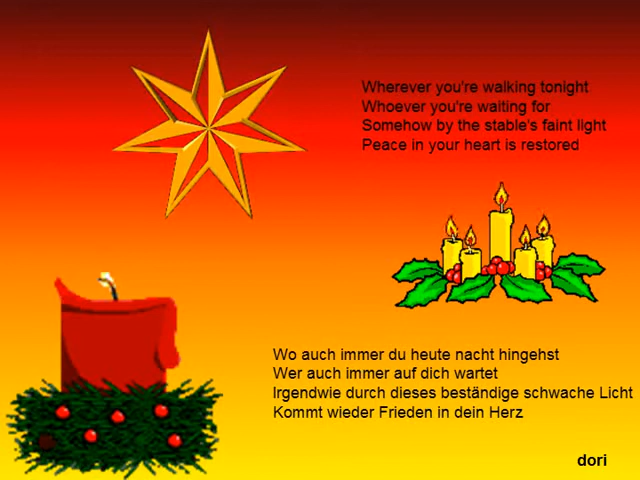 Wherever you're walking tonight
Whoever you're waiting for
Somehow by the stable's faint light
Peace in your heart is restored
Wo auch immer du heute nacht hingehst
Wer auch immer auf dich wartet
Irgendwie durch dieses beständige schwache Licht
Kommt wieder Frieden in dein Herz
dori